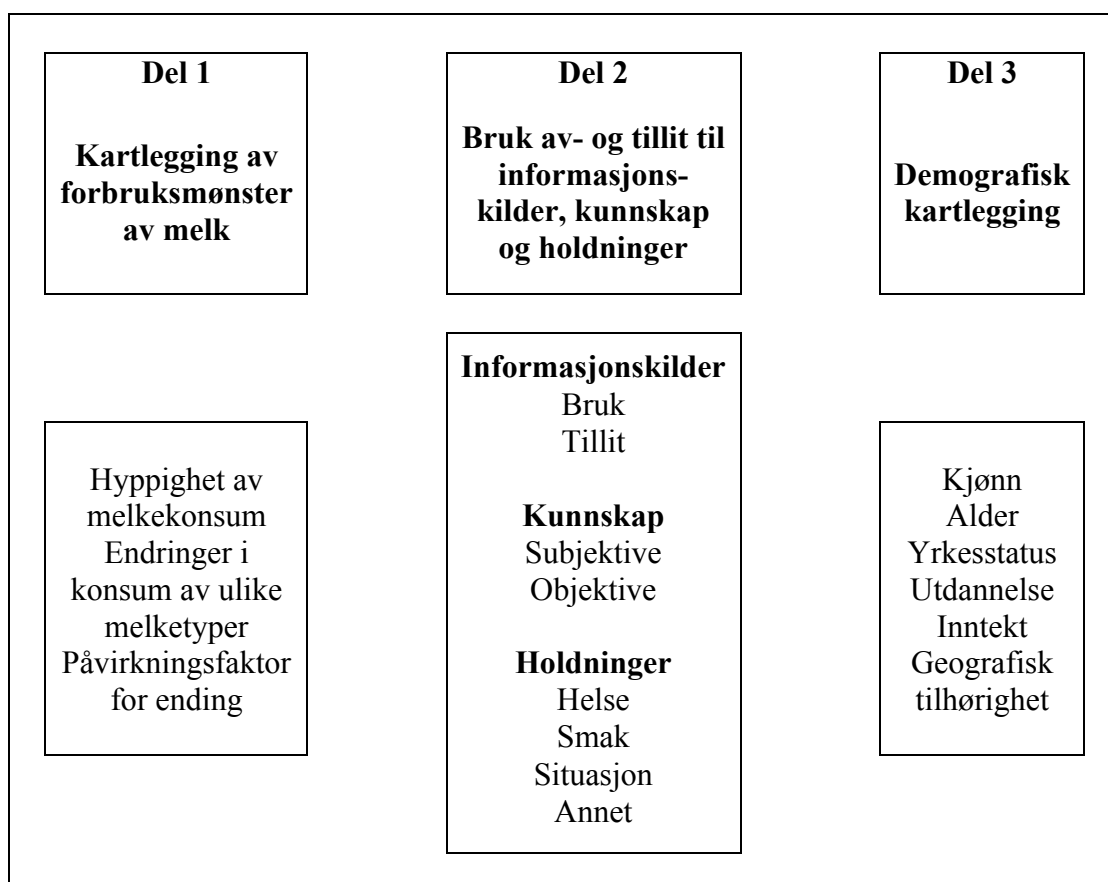 Del 1
Kartlegging av
forbruksmønster
av melk
Del 2
Bruk av- og tillit til
informasjons-
kilder, kunnskap
og holdninger
Del 3
Demografisk
kartlegging
Hyppighet av
melkekonsum
Endringer i
konsum av ulike
melketyper
Påvirkningsfaktor
for ending
Informasjonskilder
Bruk
Tillit
Kunnskap
Subjektive
Objektive
Holdninger
Helse
Smak
Situasjon
Annet
Kjønn
Alder
Yrkesstatus
Utdannelse
Inntekt
Geografisk
tilhørighet